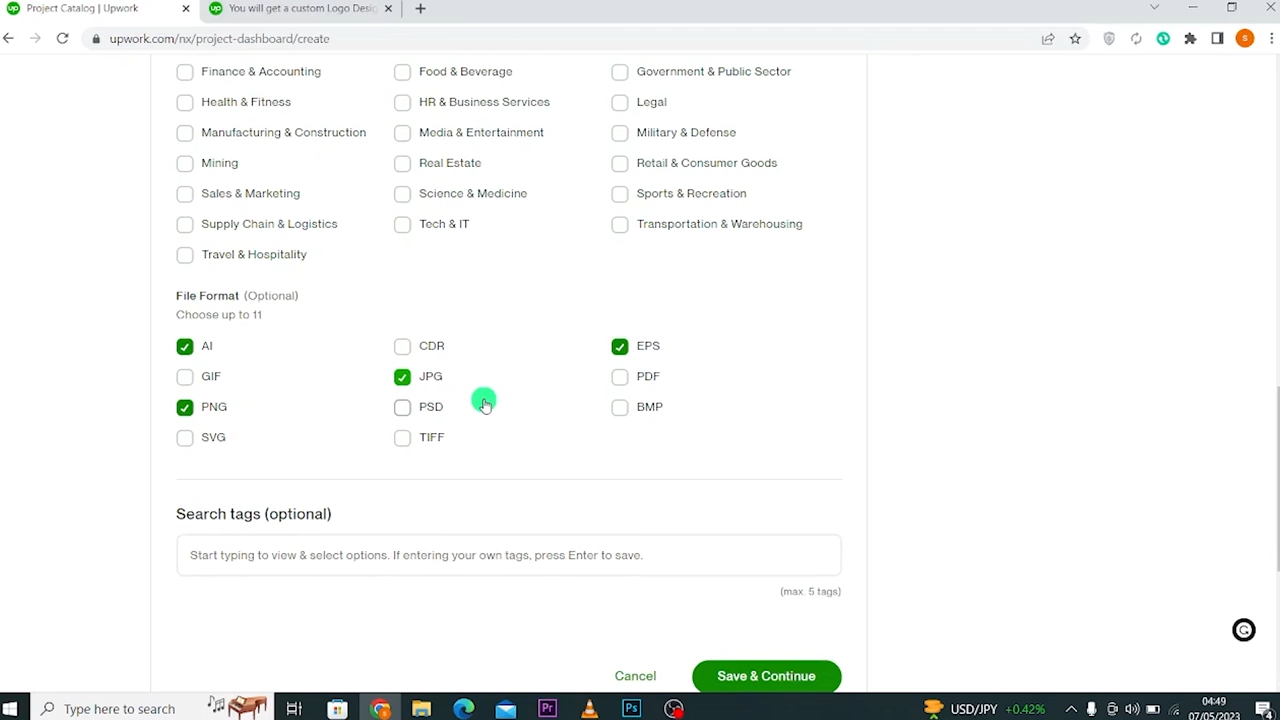 Project Catalog | Upwork
You will get a custom Logo Desig
upwork.com/nx/project-dashboard/create
Finance & Accounting Food & Beverage Government & Public Sector
Health & Fitness HR & Business Services Legal
Manufacturing & Construction Media & Entertainment Military & Defense
Mining Real Estate Retail & Consumer Goods
Sales & Marketing Science & Medicine Sports & Recreation
Supply Chain & Logistics Tech & IT Transportation & Warehousing
Travel & Hospitality
File Format (Optional)
Choose up to 11
AI CDR EPS
GIF JPG PDF
PNG PSD BMP
SVG TIFF
Search tags (optional)
Start typing to view & select options. If entering your own tags, press Enter to save.
(max. 5 tags)
Cancel Save & Continue
Type here to search Pr Ps USD/JPY +0.42% 04:49
07/05/2023